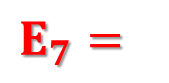 E₇ =